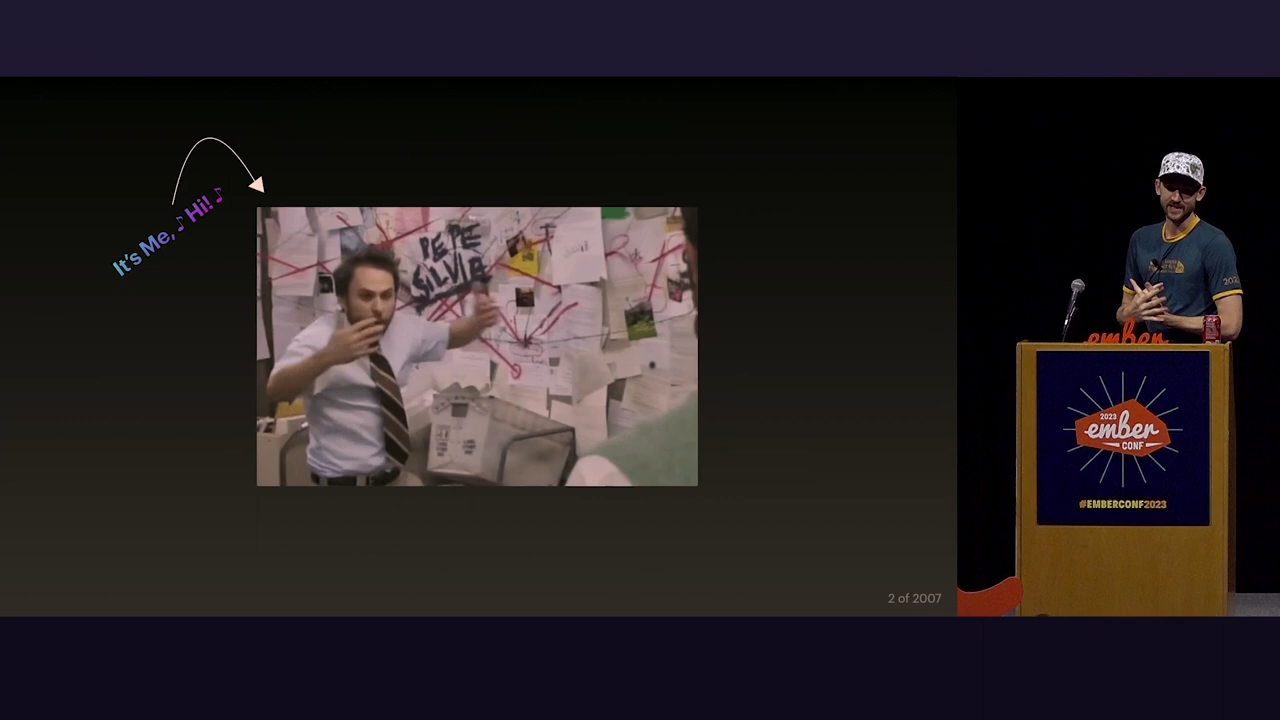 It's Me, ♪ Hi! ♪
PEPE
SILVIA
2 of 2007
ember
2023
ember
CONF
#EMBERCONF2023